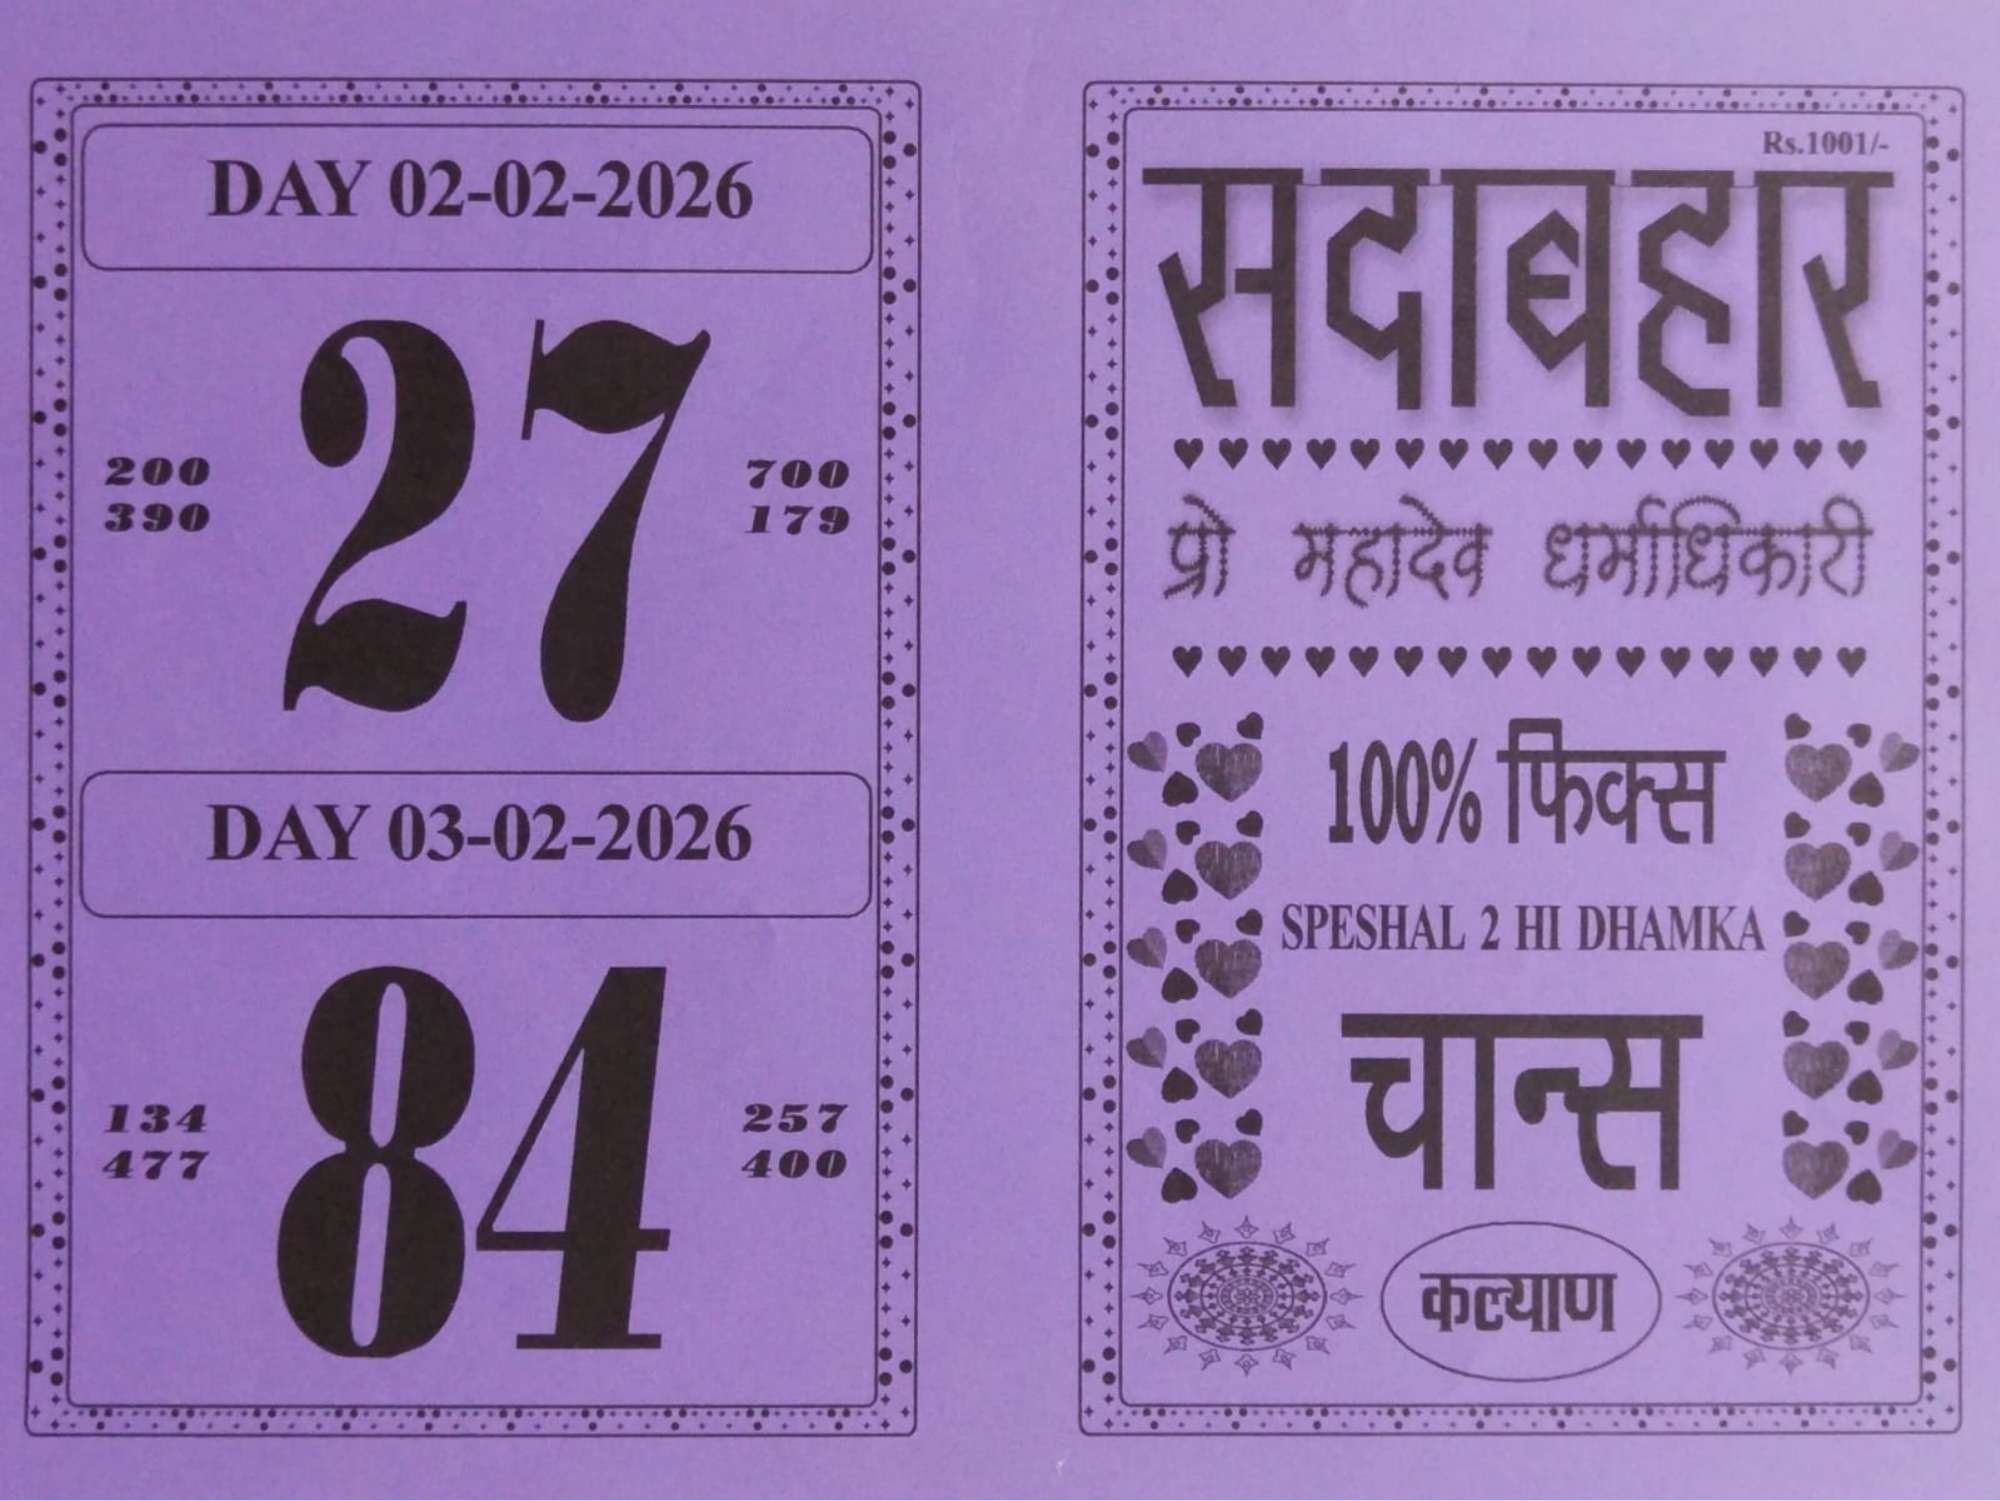 DAY 02-02-2026
27
200
390
700
179
DAY 03-02-2026
84
134
477
257
400
Rs.1001/-
सदाबहार
प्रो महादेव धर्माधिकारी
100% फिक्स
SPESHAL 2 HI DHAMKA
चान्स
कल्याण